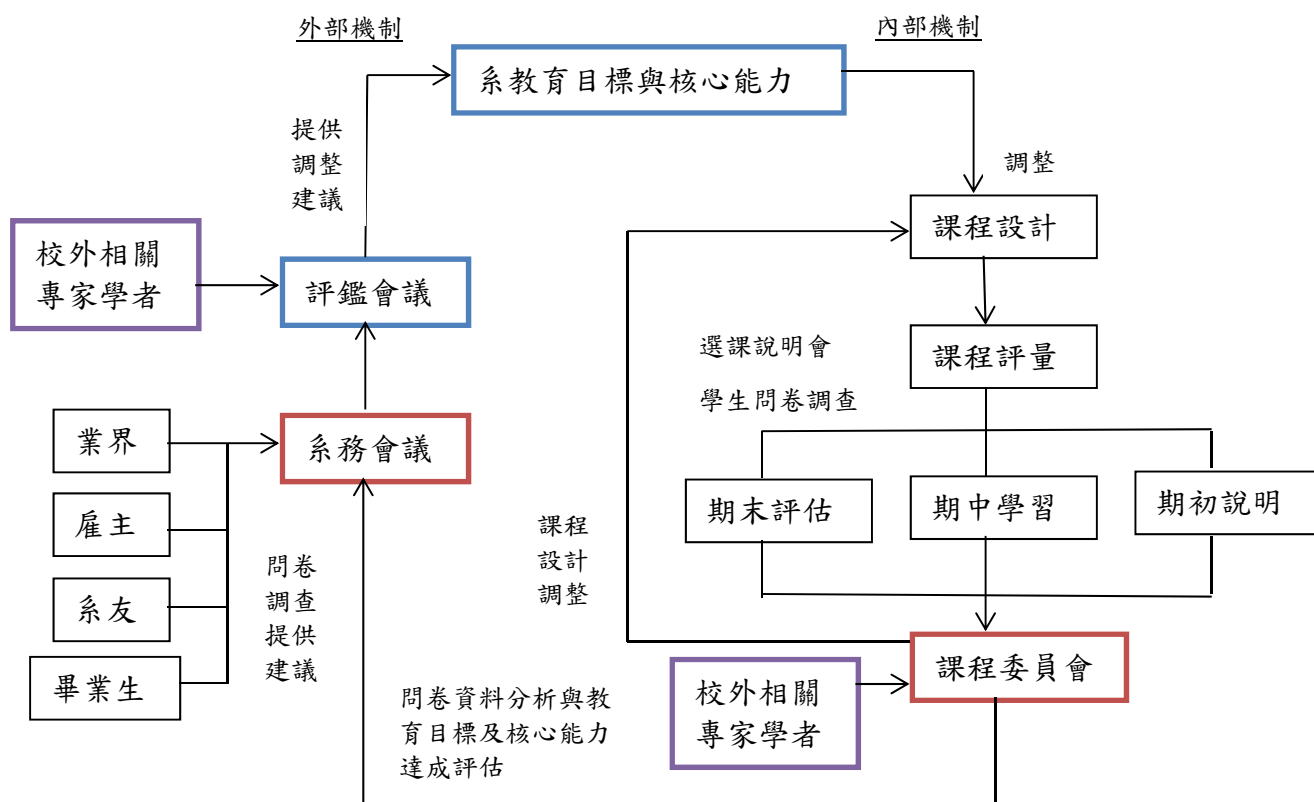 外部機制
內部機制
系教育目標與核心能力
提供
調整
建議
調整
課程設計
校外相關
專家學者
評鑑會議
選課說明會
學生問卷調查
課程評量
業界
系務會議
雇主
系友
畢業生
問卷
調查
提供
建議
課程
設計
調整
期末評估
期中學習
期初說明
課程委員會
校外相關
專家學者
問卷資料分析與教
育目標及核心能力
達成評估